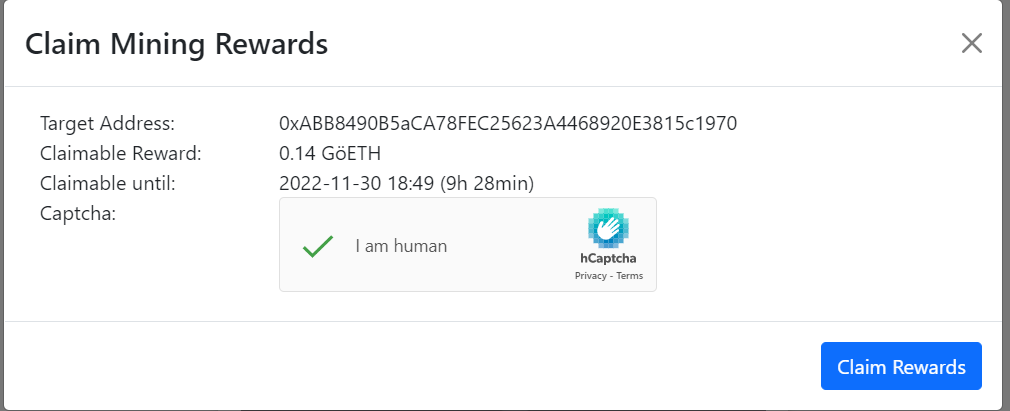 Claim Mining Rewards
Target Address: 0xABB8490B5aCA78FEC25623A4468920E3815c1970
Claimable Reward: 0.14 GöETH
Claimable until: 2022-11-30 18:49 (9h 28min)
Captcha:
I am human
hCaptcha
Privacy - Terms
Claim Rewards